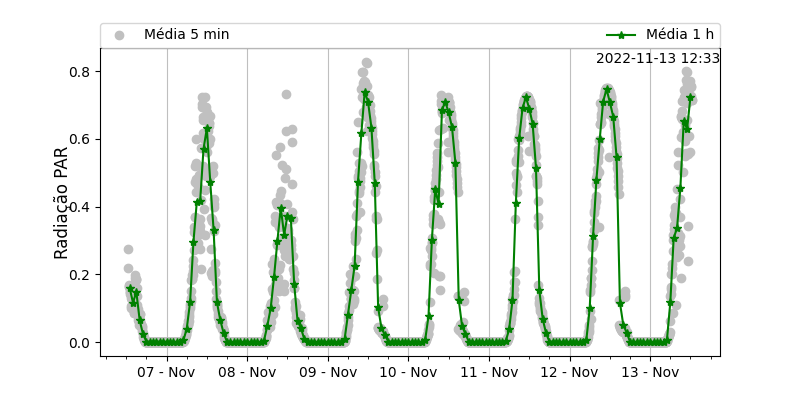 Média 5 min
Média 1 h
2022-11-13 12:33
Radiação PAR
0.8
0.6
0.4
0.2
0.0
07 - Nov
08 - Nov
09 - Nov
10 - Nov
11 - Nov
12 - Nov
13 - Nov